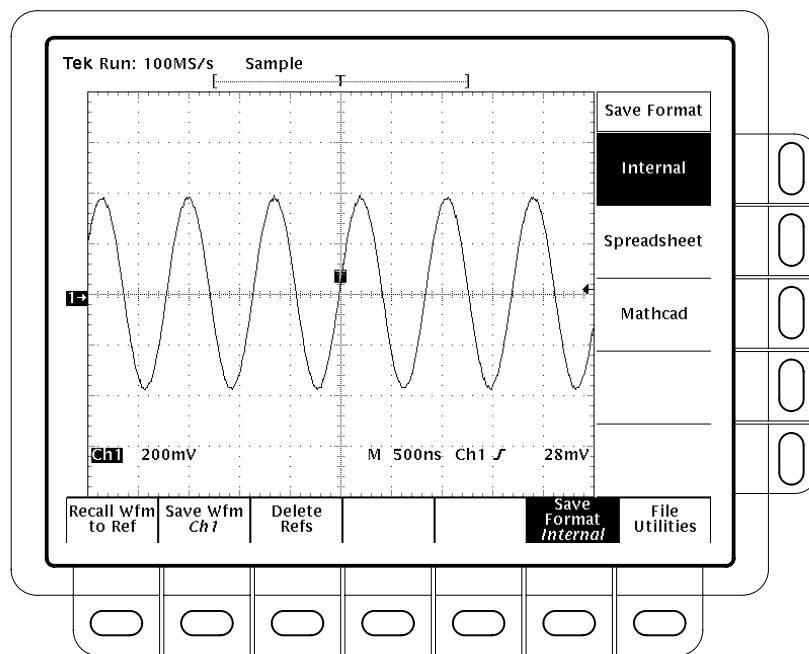 Tek Run: 100MS/s Sample
T
Save Format
Internal
Spreadsheet
T
1
Mathcad
Ch1 200mV M 500ns Ch1 28mV
Recall Wfm
to Ref
Save Wfm
Ch1
Delete
Refs
Save
Format
Internal
File
Utilities